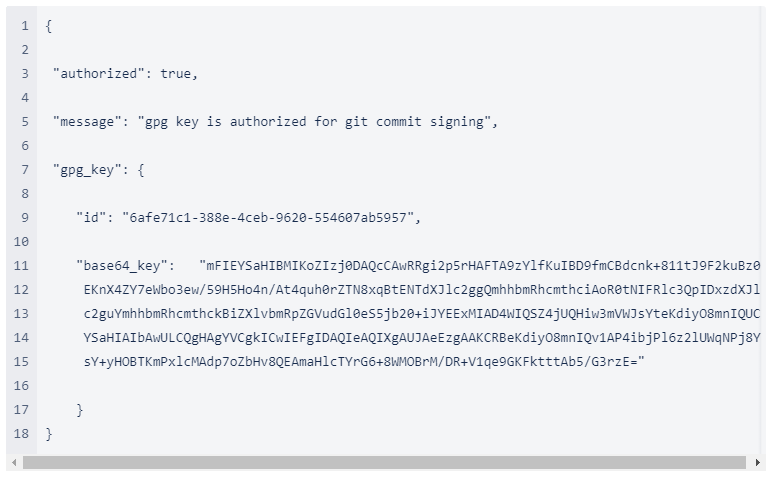 1 {
2
3 "authorized": true,
4
5 "message": "gpg key is authorized for git commit signing",
6
7 "gpg_key": {
8
9 "id": "6afe71c1-388e-4ceb-9620-554607ab5957",
10
11 "base64_key": "mFIEYSaHIBMIKoZIzj0DAQcCAwRRgi2p5rHAFTA9zYlfKuIBD9fmCBdcnk+811tJ9F2kuBz0
12 EKnX4ZY7eWbo3ew/59H5Ho4n/At4quh0rZTN8xqBtENTdXJlc2ggQmhhbmRhcmthciAoR0tNIFRlc3QpIDxzdXJl
13 c2guYmhhbmRhcmthckBiZXlvbmRpZGVudGl0eS5jb20+iJYEExMIAD4WIQSZ4jUQHiw3mVWJsYteKdiyO8mnIQUC
14 YSaHIAIbAwULCQgHAgYVCgkICwIEFgIDAQIeAQIXgAUJAeEzgAAKCRBeKdiyO8mnIQv1AP4ibjPl6z2lUWqNPj8Y
15 sY+yHOBTKmPxlcMAdp7oZbHv8QEAmaHlcTYrG6+8WMOBrM/DR+V1qe9GKFktttAb5/G3rzE="
16
17 }
18 }